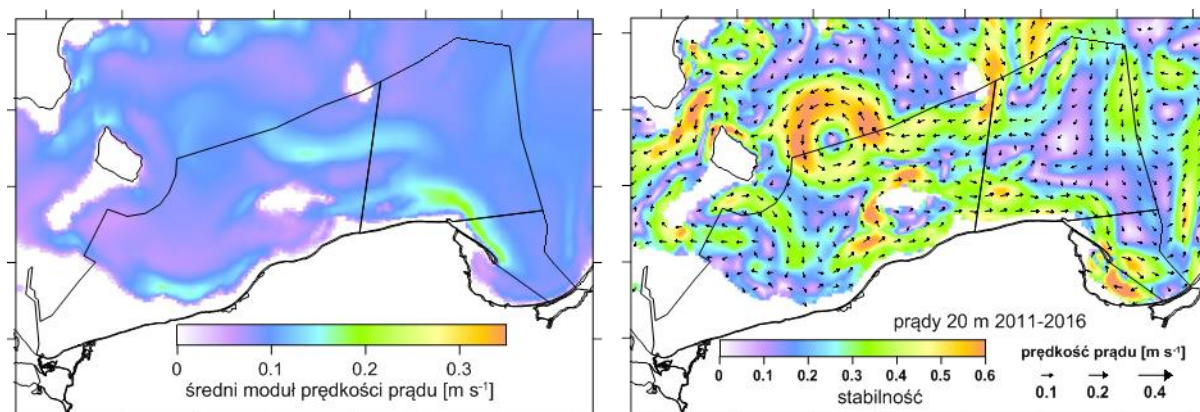 0 0.1 0.2 0.3
średni moduł prędkości prądu [m s⁻¹]
prądy 20 m 2011-2016
0 0.1 0.2 0.3 0.4 0.5 0.6
stabilność
prędkość prądu [m s⁻¹]
0.1 0.2 0.4